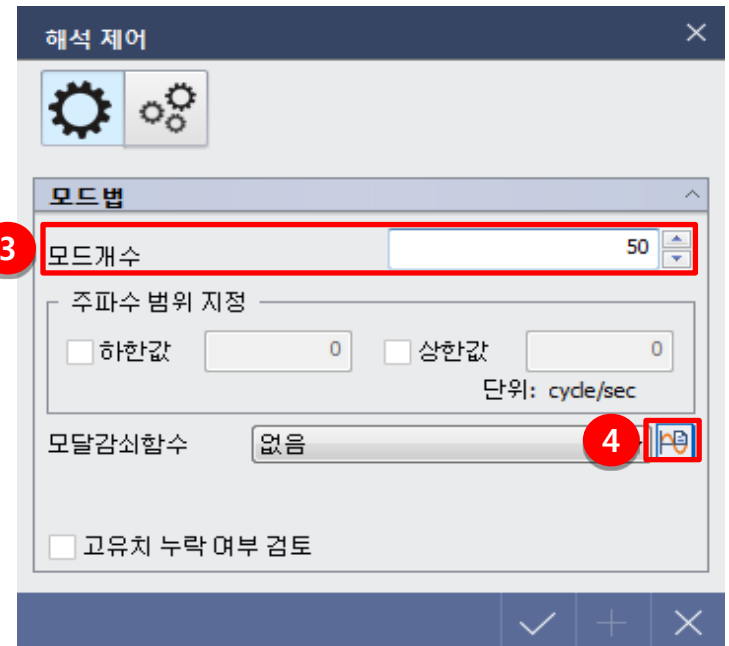 해석 제어
모드법
3
모드개수 50
주파수 범위 지정
하한값 0 상한값 0
단위: cycle/sec
모달감쇠함수 없음 4
고유치 누락 여부 검토